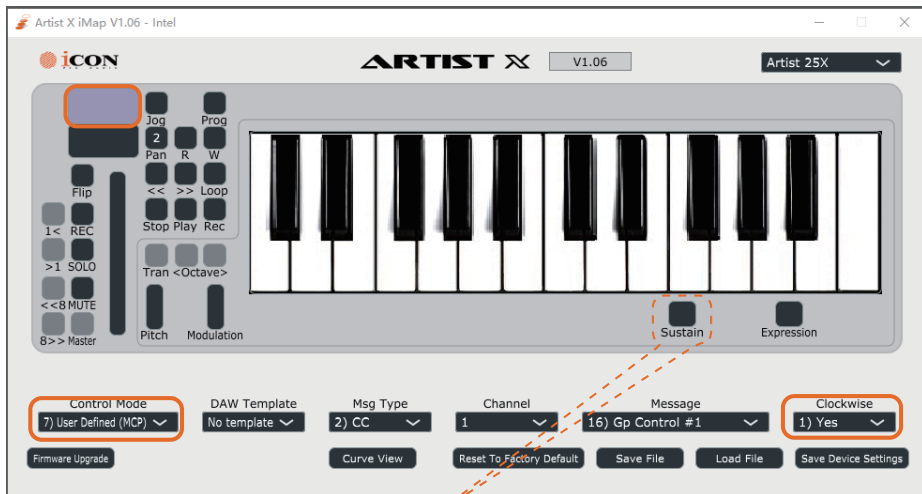 Artist X iMap V1.06 - Intel
iCON
ARTIST X
V1.06
Artist 25X
Jog
Prog
2
Pan R W
Flip
<< >> Loop
1< REC
Stop Play Rec
>1 SOLO
Tran <Octave>
<<8 MUTE
8>> Master
Pitch
Modulation
Sustain
Expression
Control Mode
DAW Template
Msg Type
Channel
Message
Clockwise
7) User Defined (MCP)
No template
2) CC
1
16) Gp Control #1
1) Yes
Firmware Upgrade
Curve View
Reset To Factory Default
Save File
Load File
Save Device Settings